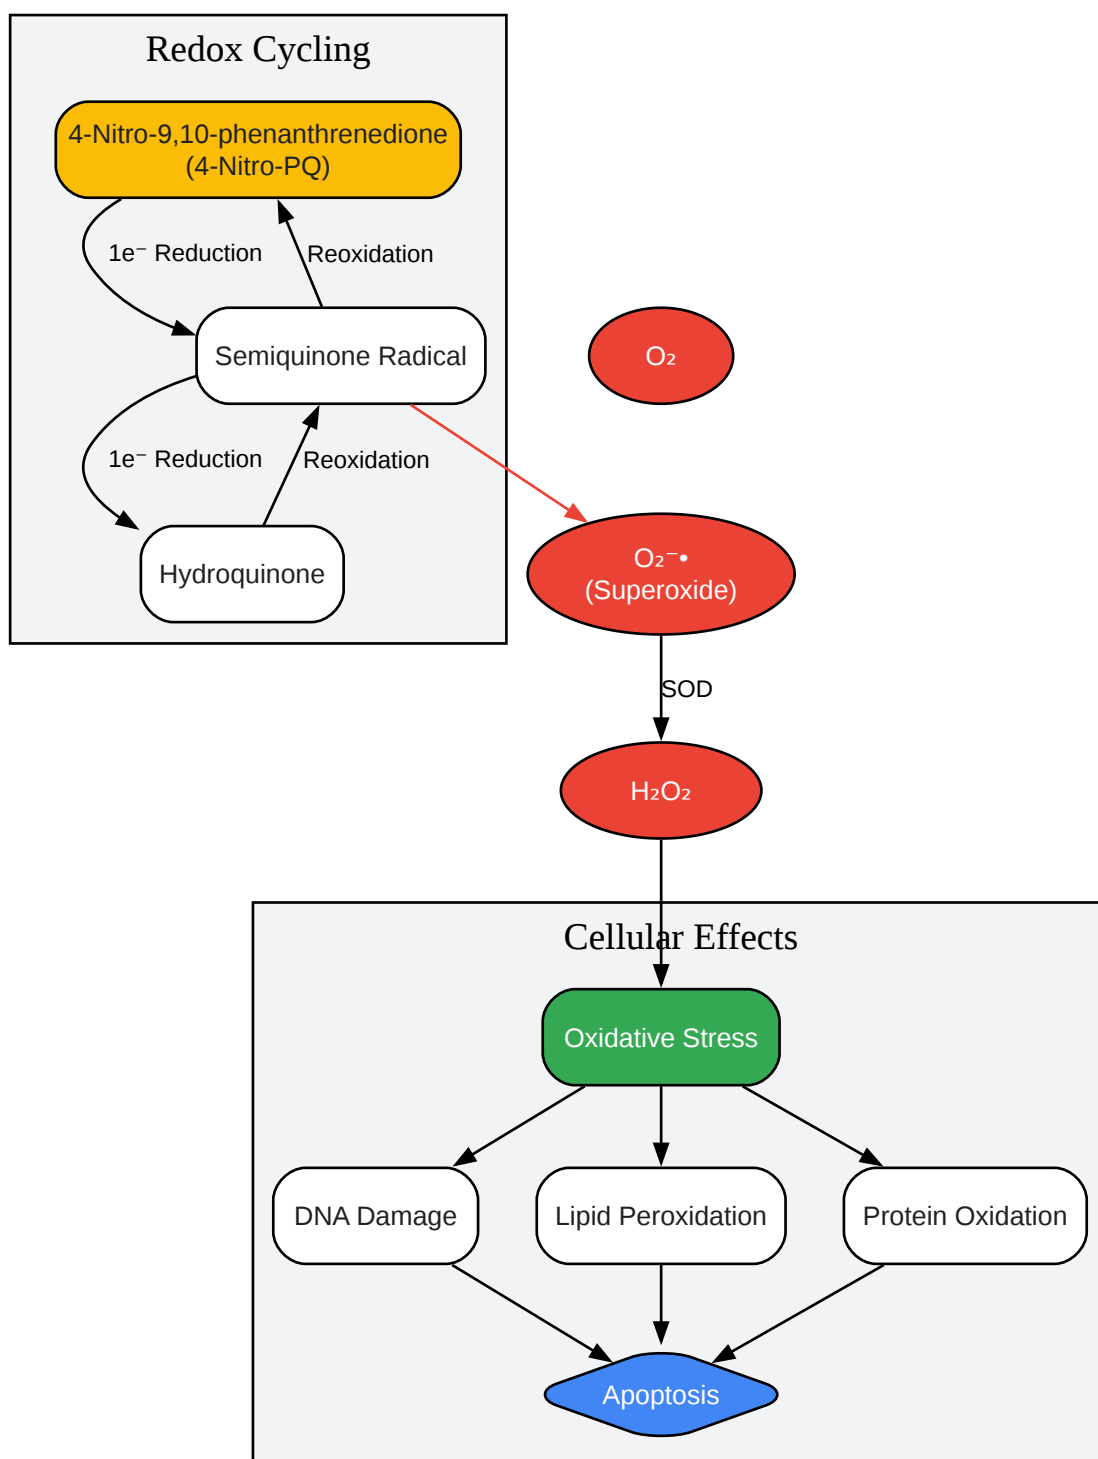 Redox Cycling
4-Nitro-9,10-phenanthrenedione
(4-Nitro-PQ)
1e⁻ Reduction
Reoxidation
Semiquinone Radical
O₂
1e⁻ Reduction
Reoxidation
Hydroquinone
O₂⁻•
(Superoxide)
SOD
H₂O₂
Cellular Effects
Oxidative Stress
DNA Damage
Lipid Peroxidation
Protein Oxidation
Apoptosis